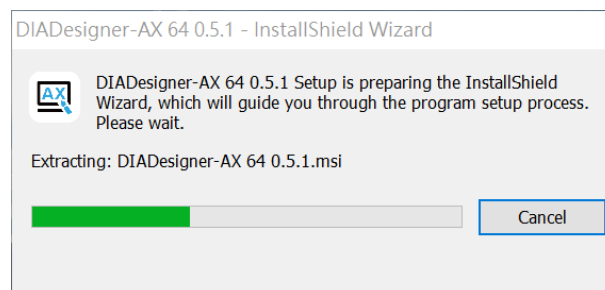 DIADesigner-AX 64 0.5.1 - InstallShield Wizard
AX
DIADesigner-AX 64 0.5.1 Setup is preparing the InstallShield
Wizard, which will guide you through the program setup process.
Please wait.
Extracting: DIADesigner-AX 64 0.5.1.msi
Cancel